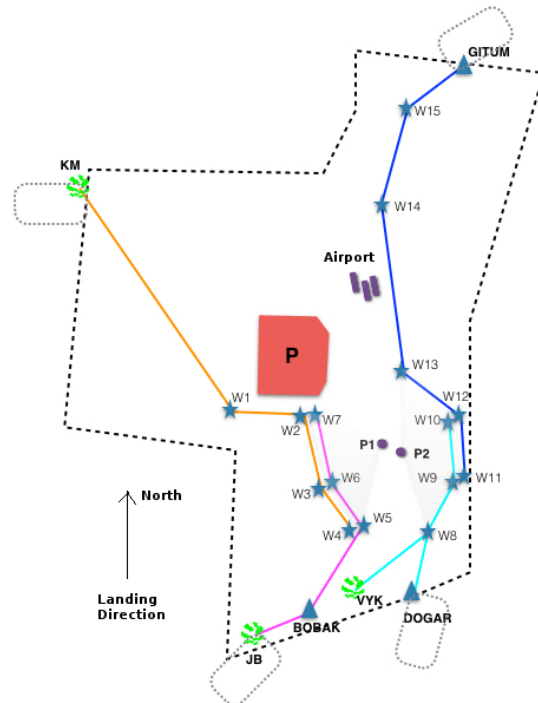 GITUM
W15
KM
W14
Airport
P
W13
W1
W2
W7
W12
W10
P1
P2
W3
W6
W9
W11
North
W4
W5
W8
Landing
Direction
VYK
BOBAK
DOGAR
JB